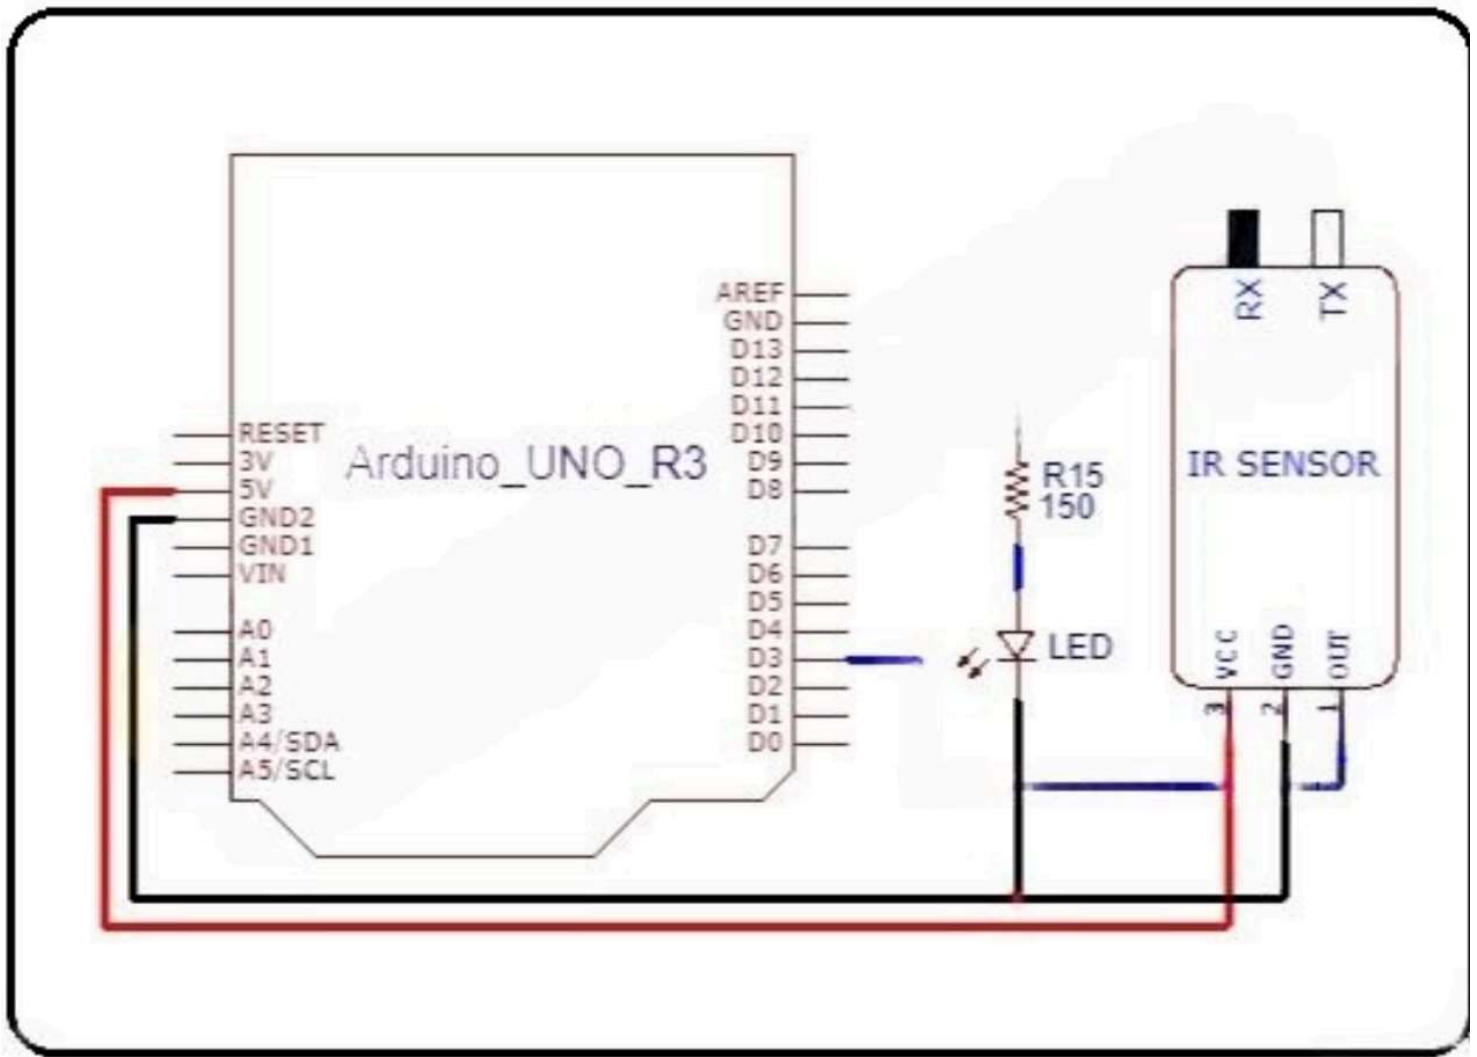 AREF
GND
D13
D12
D11
D10
D9
D8
D7
D6
D5
D4
D3
D2
D1
D0
RESET
3V
5V
GND2
GND1
VIN
A0
A1
A2
A3
A4/SDA
A5/SCL
Arduino_UNO_R3
R15
150
LED
RX
TX
IR SENSOR
VCC
GND
OUT
3
2
1